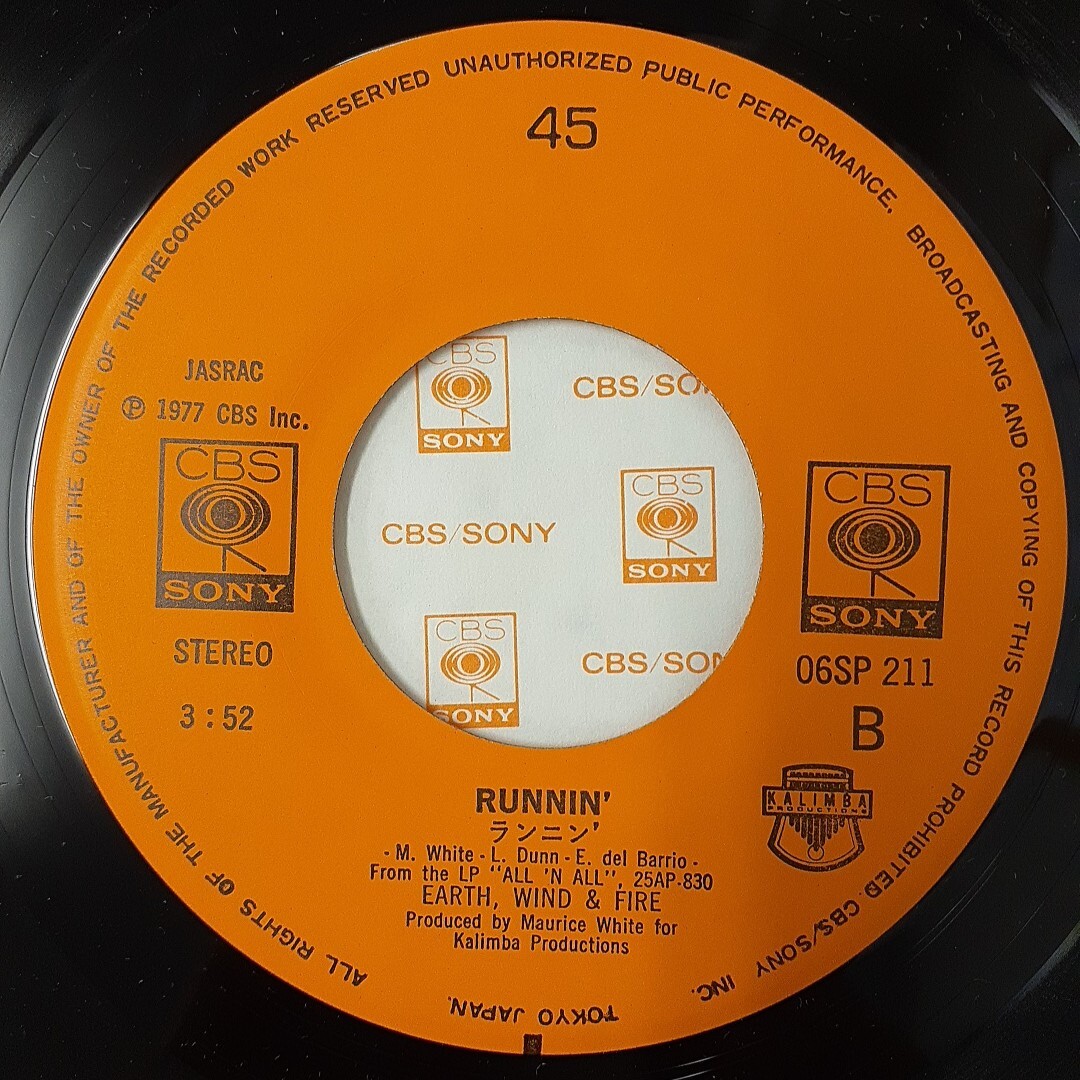 ALL RIGHTS OF THE MANUFACTURER AND OF THE OWNER OF THE RECORDED WORK RESERVED UNAUTHORIZED PUBLIC PERFORMANCE, BROADCASTING AND COPYING OF THIS RECORD PROHIBITED. CBS/SONY INC. TOKYO JAPAN.
45
JASRAC
Ⓟ 1977 CBS Inc.
CBS
SONY
STEREO
3:52
CBS
SONY
CBS/SO
CBS/SONY
CBS
SONY
CBS
SONY
CBS/SON
CBS
SONY
06SP 211
B
KALIMBA
PRODUCTIONS
RUNNIN'
ランニン'
- M. White - L. Dunn - E. del Barrio -
From the LP "ALL 'N ALL", 25AP-830
EARTH, WIND & FIRE
Produced by Maurice White for
Kalimba Productions